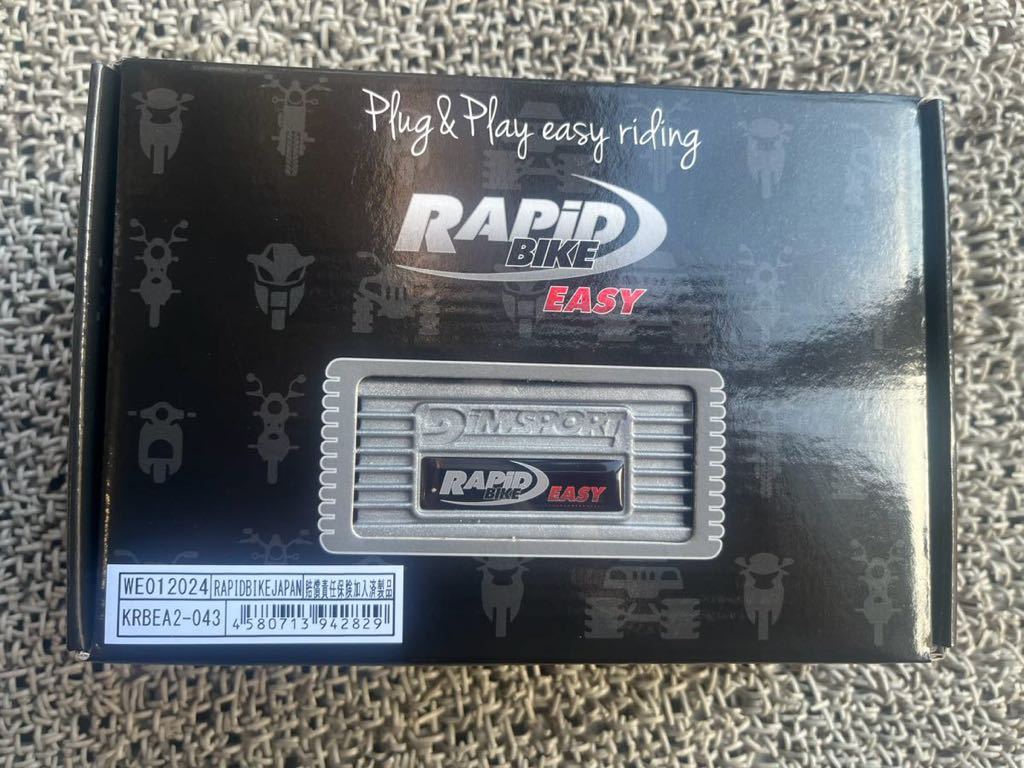 Plug & Play easy riding
RAPiD
BIKE
EASY
DiMSPORT
RAPiD
BIKE
EASY
WE012024 RAPIDBIKEJAPAN 賠償責任保険加入済製品
KRBEA2-043 4 580713 942829